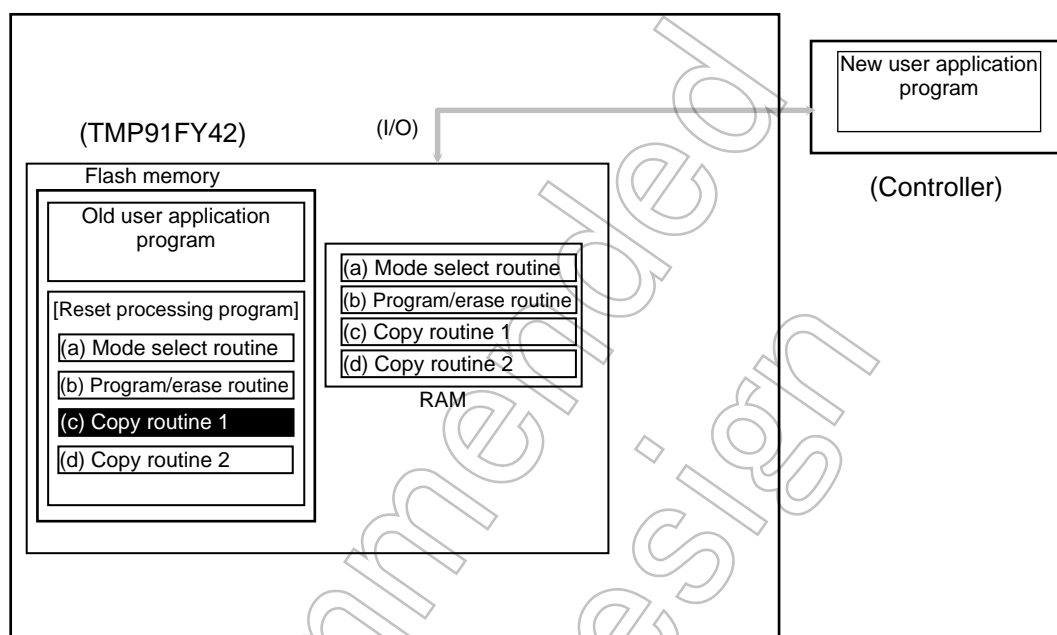 New user application
program
(Controller)
(I/O)
(TMP91FY42)
Flash memory
Old user application
program
[Reset processing program]
(a) Mode select routine
(b) Program/erase routine
(c) Copy routine 1
(d) Copy routine 2
(a) Mode select routine
(b) Program/erase routine
(c) Copy routine 1
(d) Copy routine 2
RAM